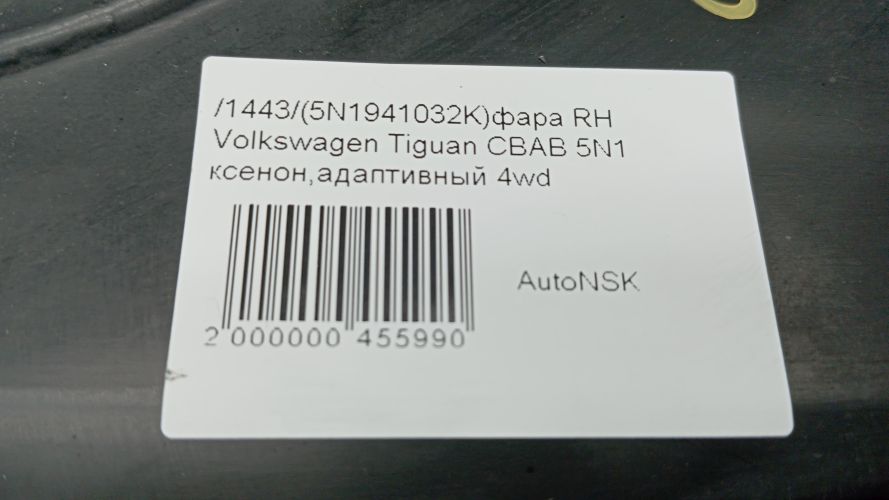 /1443/(5N1941032K)фара RH
Volkswagen Tiguan CBAB 5N1
ксенон,адаптивный 4wd
AutoNSK
2 000000 455990